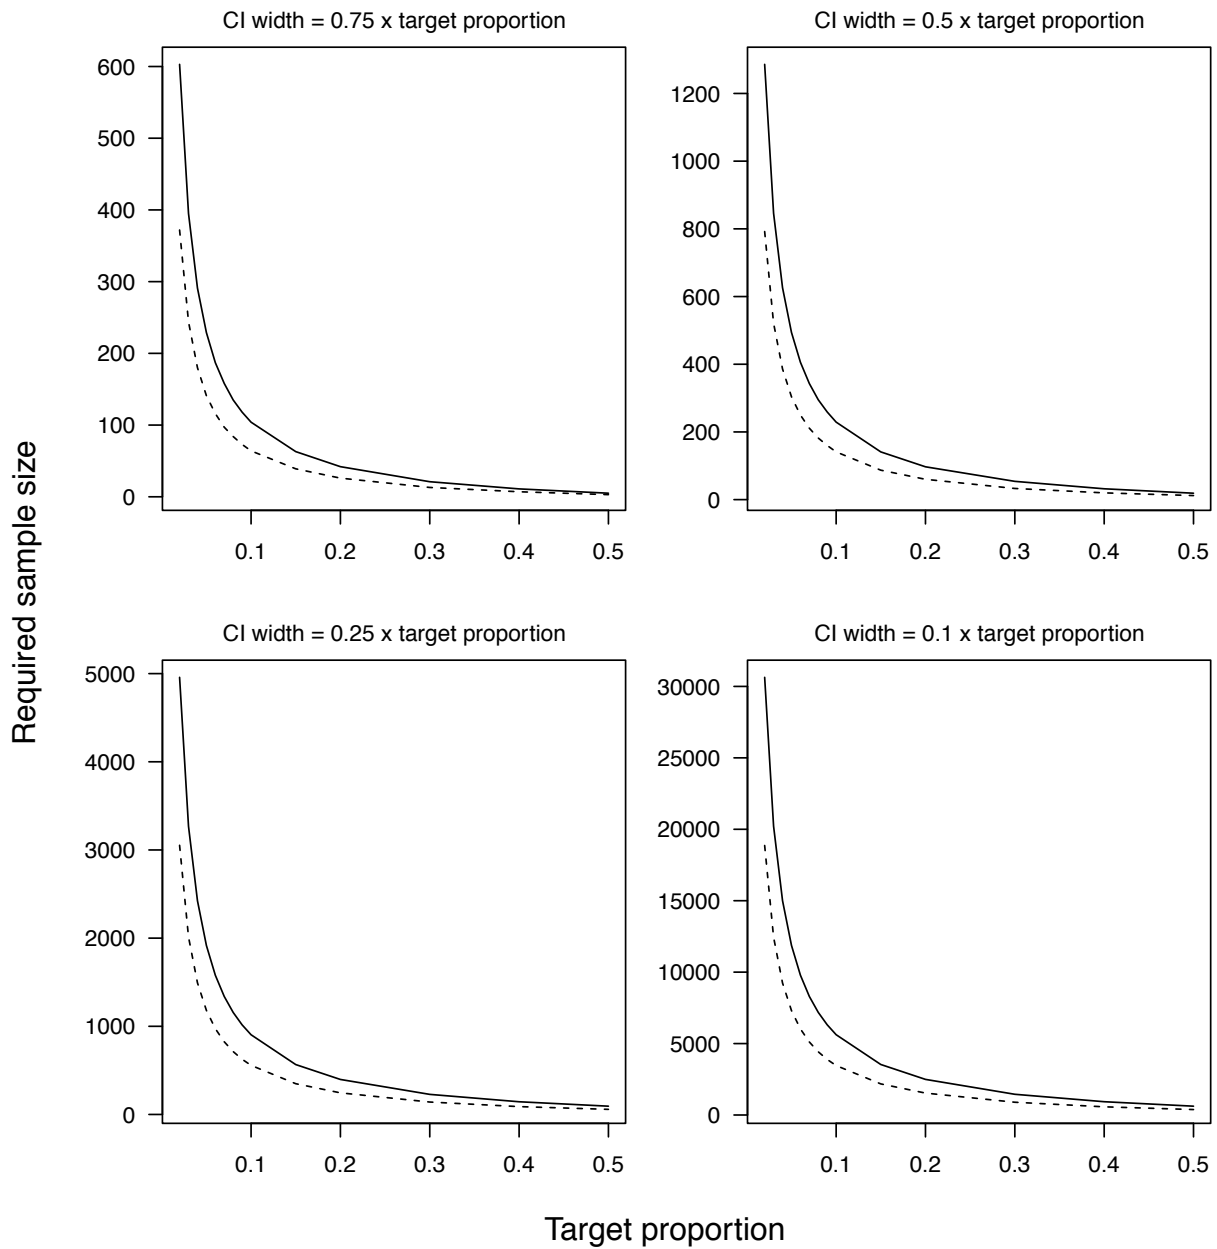 CI width = 0.75 x target proportion
600
500
400
300
200
100
0
0.1 0.2 0.3 0.4 0.5
CI width = 0.5 x target proportion
1200
1000
800
600
400
200
0
0.1 0.2 0.3 0.4 0.5
Required sample size
CI width = 0.25 x target proportion
5000
4000
3000
2000
1000
0
0.1 0.2 0.3 0.4 0.5
CI width = 0.1 x target proportion
30000
25000
20000
15000
10000
5000
0
0.1 0.2 0.3 0.4 0.5
Target proportion